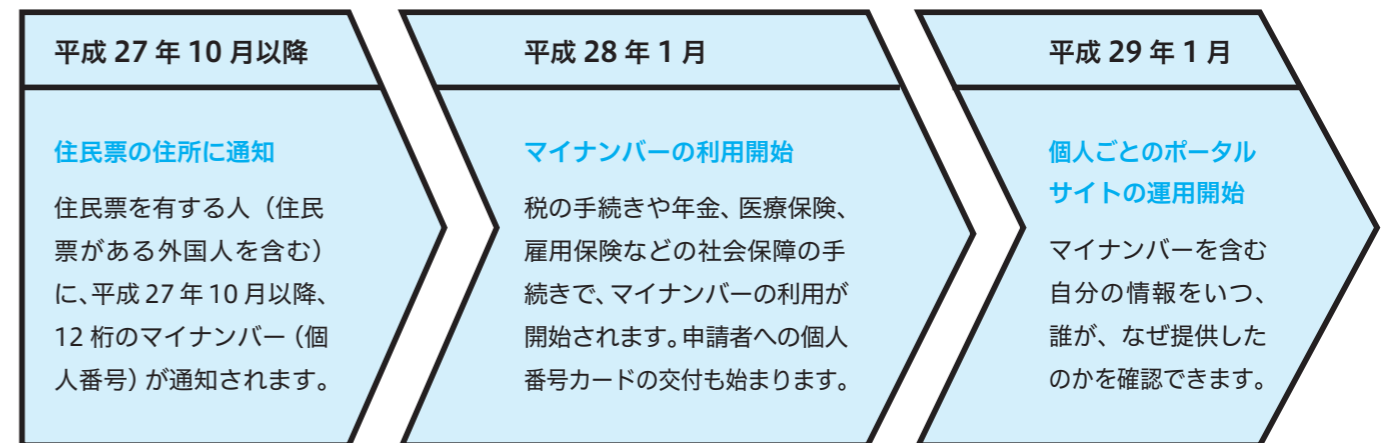 平成 27 年 10 月以降
住民票の住所に通知
住民票を有する人（住民
票がある外国人を含む）
に、平成 27 年 10 月以降、
12 桁のマイナンバー（個
人番号）が通知されます。
平成 28 年 1 月
マイナンバーの利用開始
税の手続きや年金、医療保険、
雇用保険などの社会保障の手
続きで、マイナンバーの利用が
開始されます。申請者への個人
番号カードの交付も始まります。
平成 29 年 1 月
個人ごとのポータル
サイトの運用開始
マイナンバーを含む
自分の情報をいつ、
誰が、なぜ提供した
のかを確認できます。